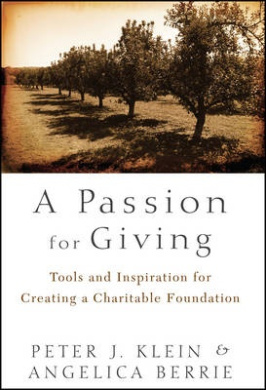 A Passion
for Giving
Tools and Inspiration for
Creating a Charitable Foundation
PETER J. KLEIN &
ANGELICA BERRIE